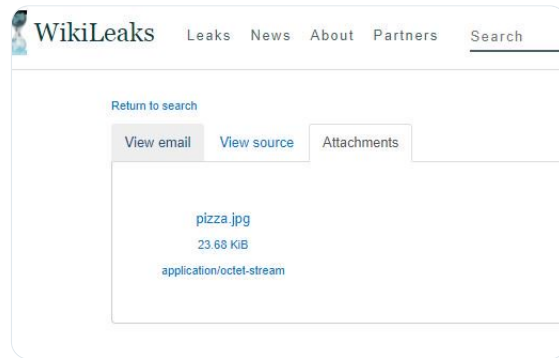 WikiLeaks Leaks News About Partners Search
Return to search
View email View source Attachments
pizza.jpg
23.68 KiB
application/octet-stream